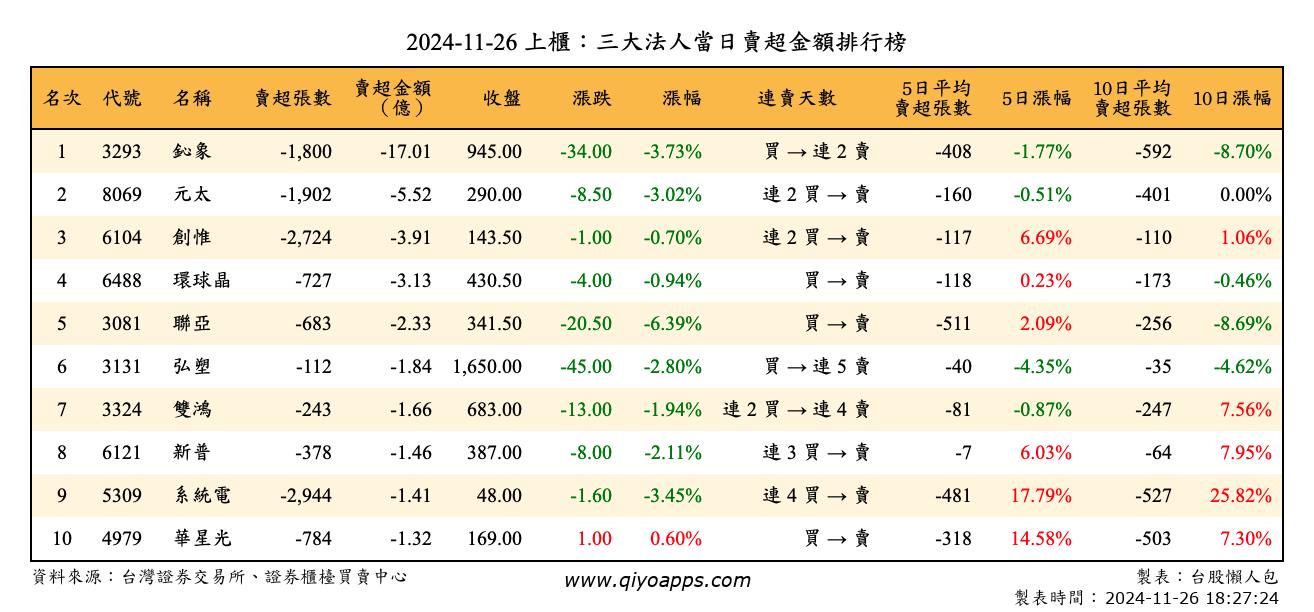 2024-11-26 上櫃：三大法人當日賣超金額排行榜
名次 代號 名稱 賣超張數 賣超金額（億） 收盤 漲跌 漲幅 連賣天數 5日平均賣超張數 5日漲幅 10日平均賣超張數 10日漲幅
1 3293 鈊象 -1,800 -17.01 945.00 -34.00 -3.73% 買 → 連 2 賣 -408 -1.77% -592 -8.70%
2 8069 元太 -1,902 -5.52 290.00 -8.50 -3.02% 連 2 買 → 賣 -160 -0.51% -401 0.00%
3 6104 創惟 -2,724 -3.91 143.50 -1.00 -0.70% 連 2 買 → 賣 -117 6.69% -110 1.06%
4 6488 環球晶 -727 -3.13 430.50 -4.00 -0.94% 買 → 賣 -118 0.23% -173 -0.46%
5 3081 聯亞 -683 -2.33 341.50 -20.50 -6.39% 買 → 賣 -511 2.09% -256 -8.69%
6 3131 弘塑 -112 -1.84 1,650.00 -45.00 -2.80% 買 → 連 5 賣 -40 -4.35% -35 -4.62%
7 3324 雙鴻 -243 -1.66 683.00 -13.00 -1.94% 連 2 買 → 連 4 賣 -81 -0.87% -247 7.56%
8 6121 新普 -378 -1.46 387.00 -8.00 -2.11% 連 3 買 → 賣 -7 6.03% -64 7.95%
9 5309 系統電 -2,944 -1.41 48.00 -1.60 -3.45% 連 4 買 → 賣 -481 17.79% -527 25.82%
10 4979 華星光 -784 -1.32 169.00 1.00 0.60% 買 → 賣 -318 14.58% -503 7.30%
資料來源：台灣證券交易所、證券櫃檯買賣中心 www.qiyoapps.com 製表：台股懶人包
製表時間：2024-11-26 18:27:24